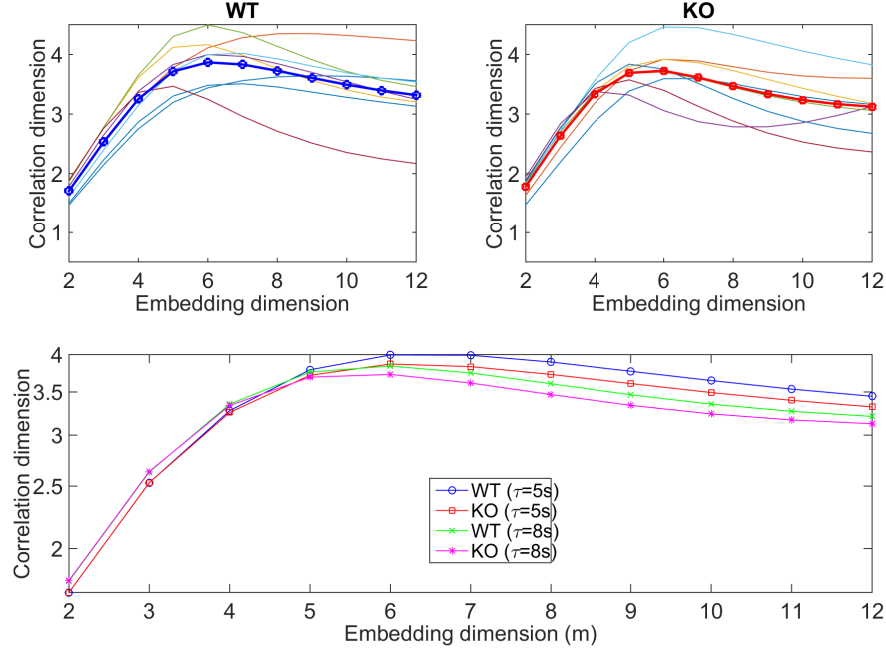 WT
Correlation dimension
4
3
2
1
2 4 6 8 10 12
Embedding dimension
KO
Correlation dimension
4
3
2
1
2 4 6 8 10 12
Embedding dimension
Correlation dimension
4
3.5
3
2.5
2
WT (τ=5s)
KO (τ=5s)
WT (τ=8s)
KO (τ=8s)
2 3 4 5 6 7 8 9 10 11 12
Embedding dimension (m)